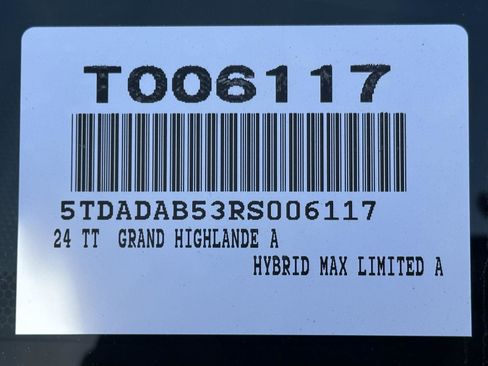 T006117
5TDADAB53RS006117
24 TT GRAND HIGHLANDE A
HYBRID MAX LIMITED A